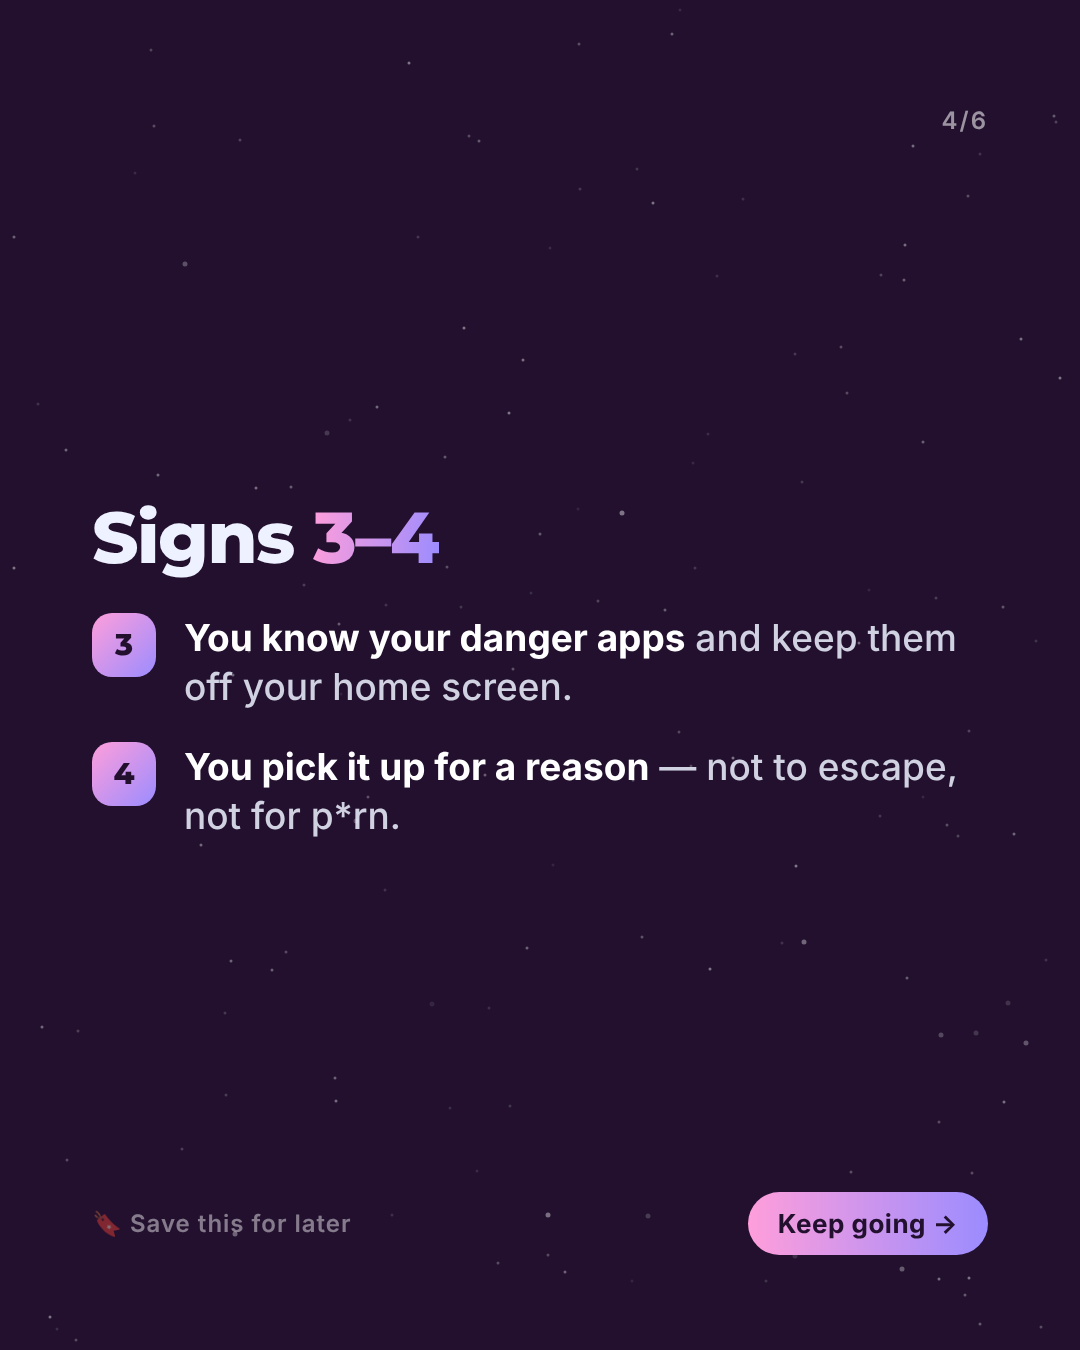 4/6
Signs 3–4
3
You know your danger apps and keep them
off your home screen.
4
You pick it up for a reason — not to escape,
not for p*rn.
🔖 Save this for later
Keep going →